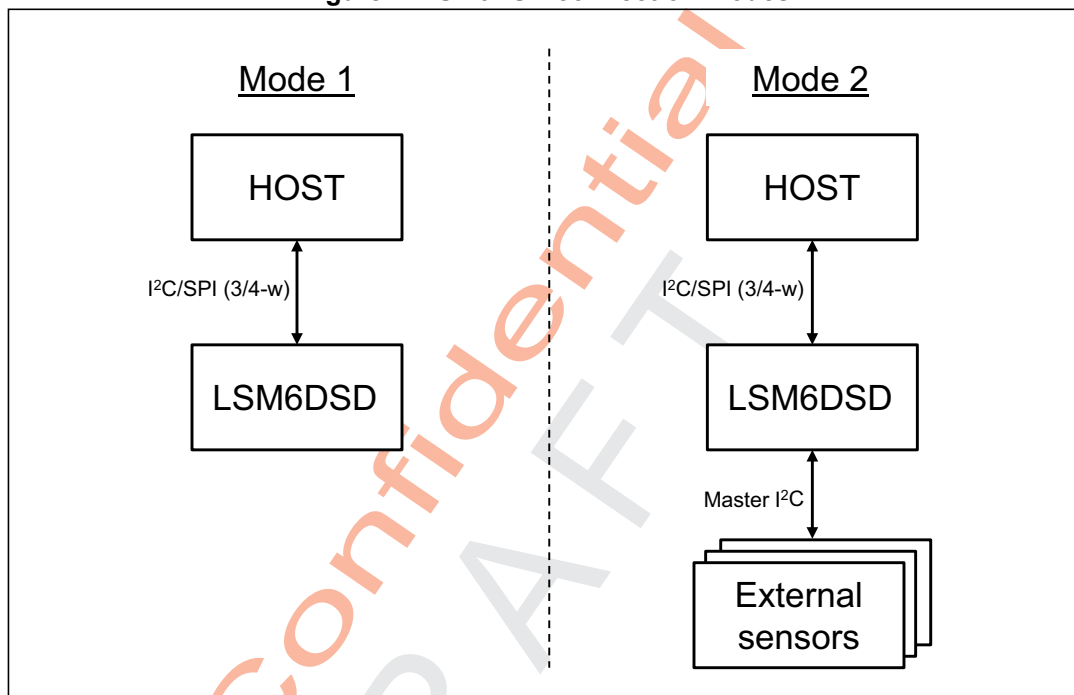 Mode 1
HOST
I²C/SPI (3/4-w)
LSM6DSD
Mode 2
HOST
I²C/SPI (3/4-w)
LSM6DSD
Master I²C
External
sensors
Confidential